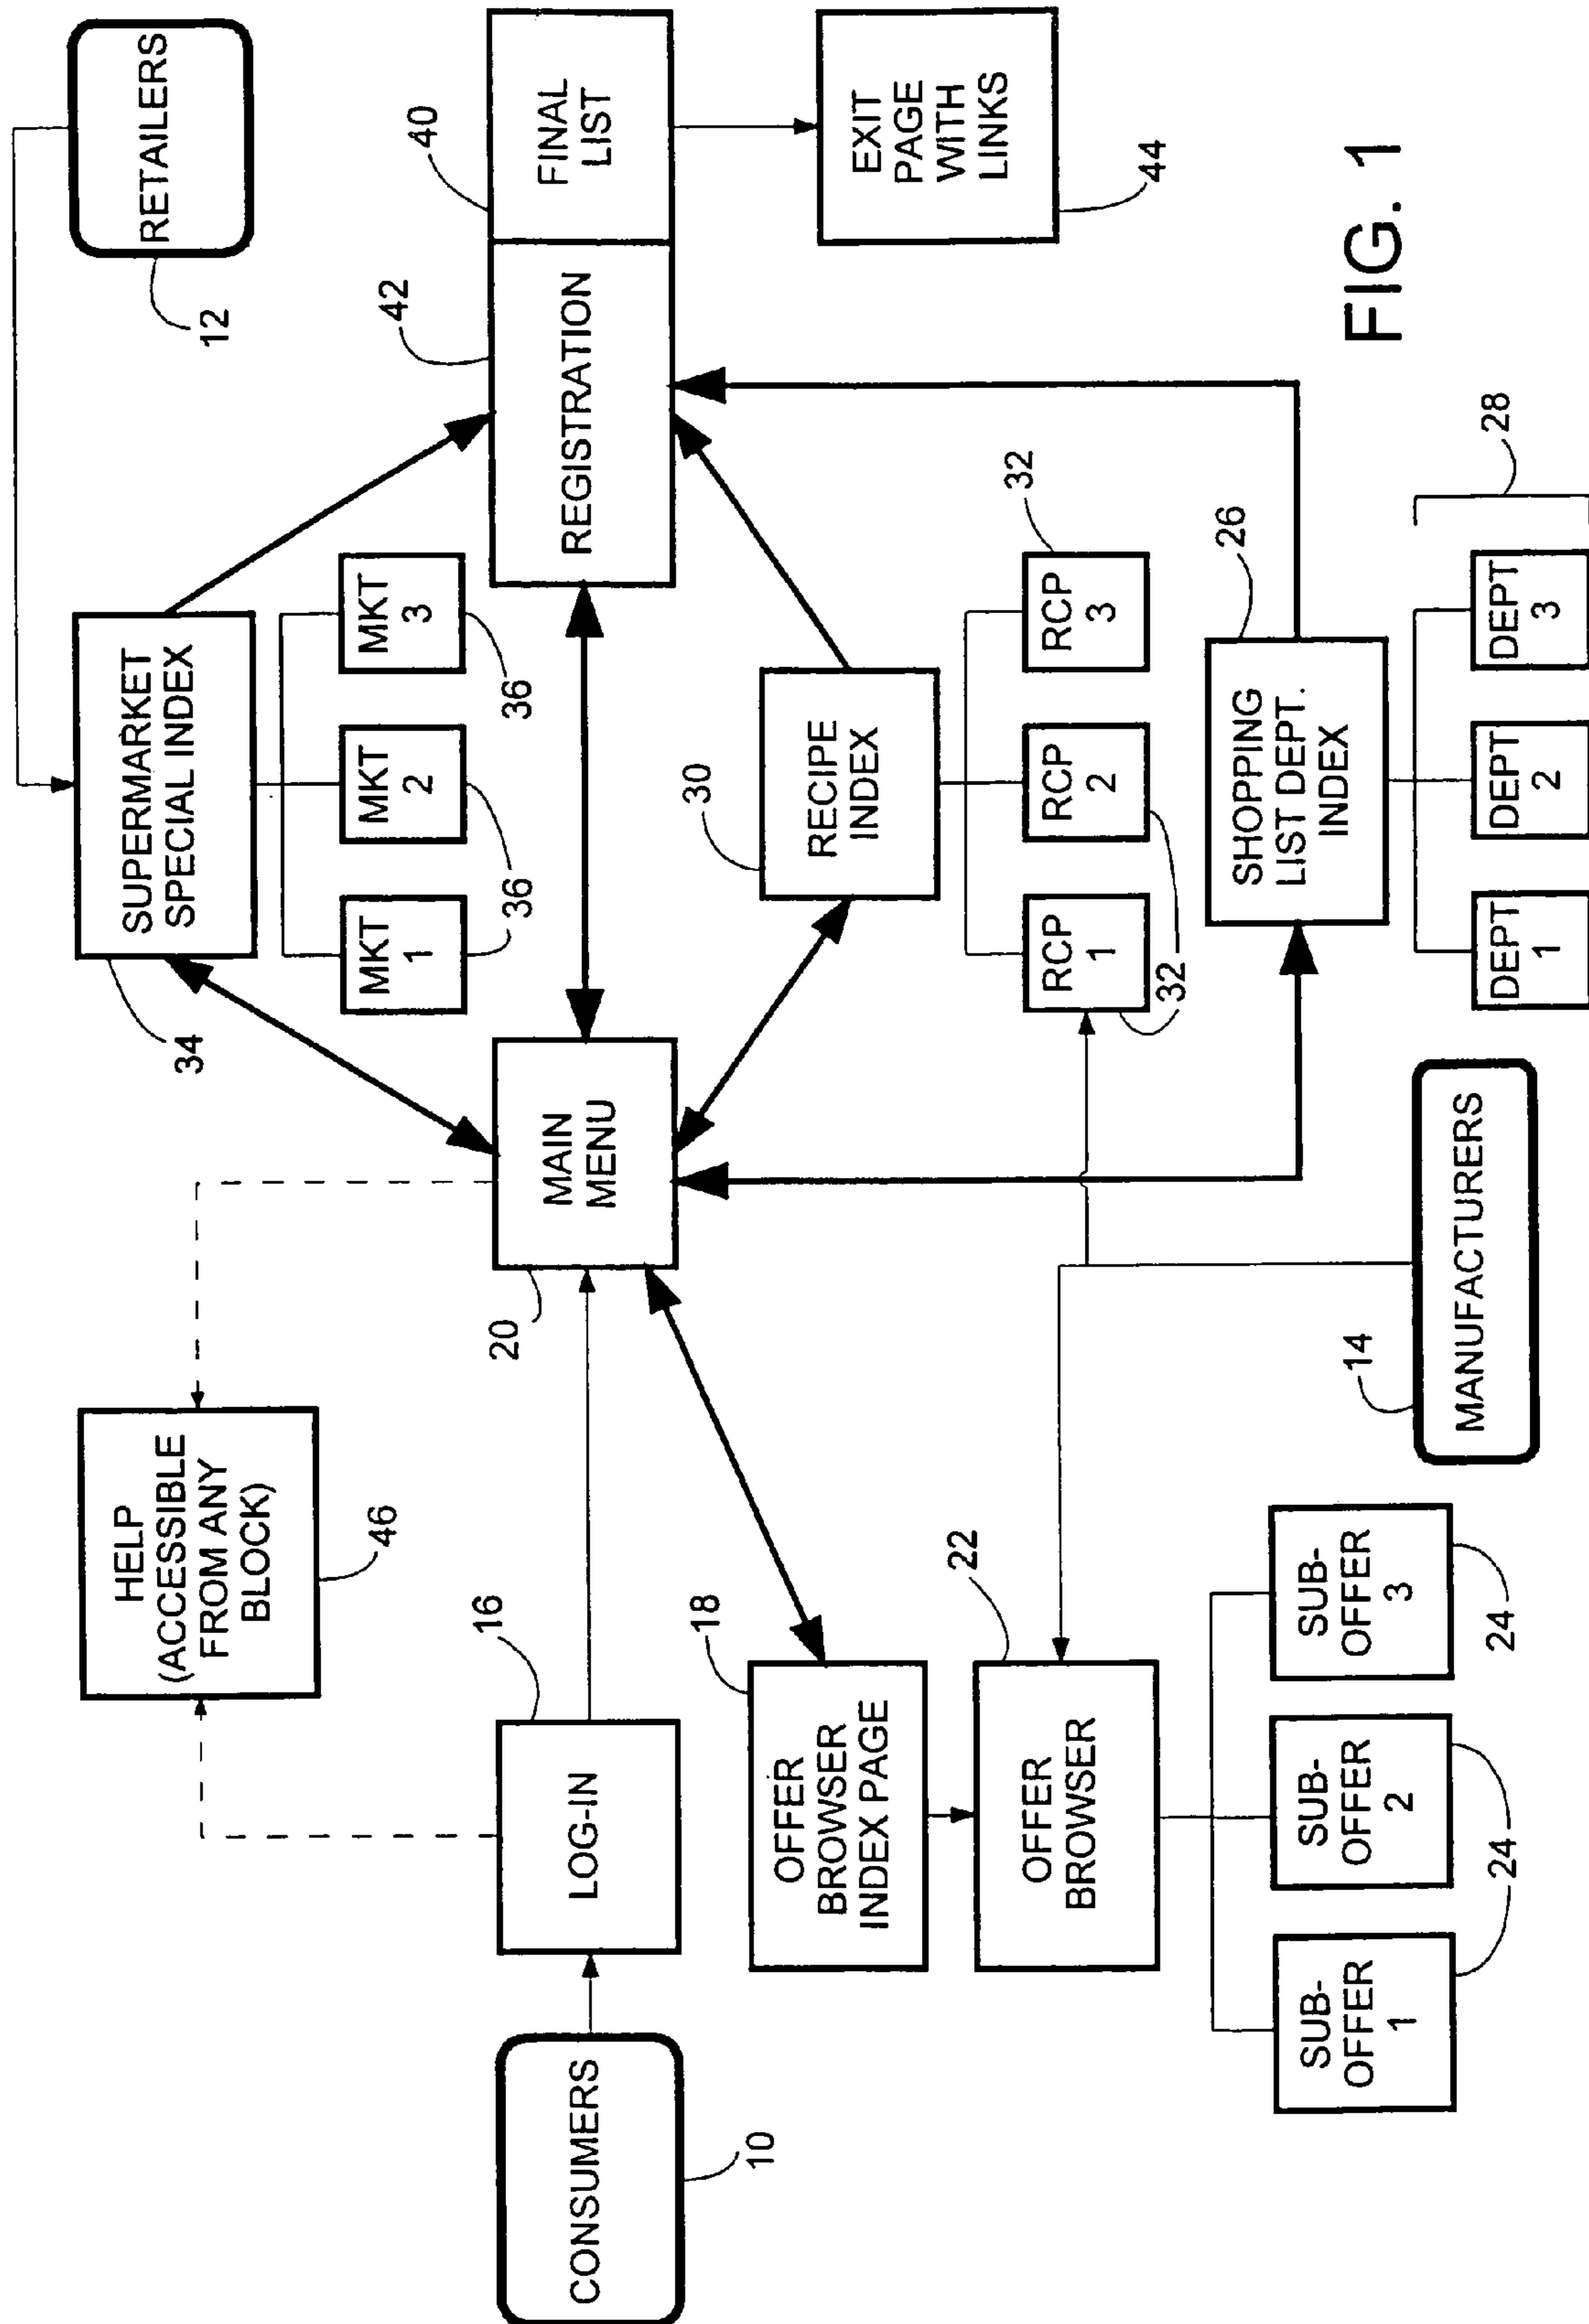 RETAILERS
12
HELP
(ACCESSIBLE
FROM ANY
BLOCK)
46
SUPERMARKET
SPECIAL INDEX
34
MKT
1
MKT
2
MKT
3
36
36
36
CONSUMERS
10
LOG-IN
16
MAIN
MENU
20
REGISTRATION
42
FINAL
LIST
40
EXIT
PAGE
WITH
LINKS
44
OFFER
BROWSER
INDEX PAGE
18
OFFER
BROWSER
22
SUB-
OFFER
1
SUB-
OFFER
2
SUB-
OFFER
3
24
24
RECIPE
INDEX
30
RCP
1
RCP
2
RCP
3
32
32
SHOPPING
LIST DEPT.
INDEX
26
DEPT
1
DEPT
2
DEPT
3
28
MANUFACTURERS
14
FIG. 1